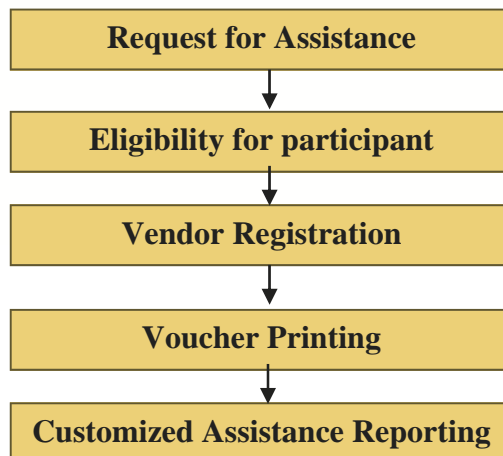 Request for Assistance
Eligibility for participant
Vendor Registration
Voucher Printing
Customized Assistance Reporting